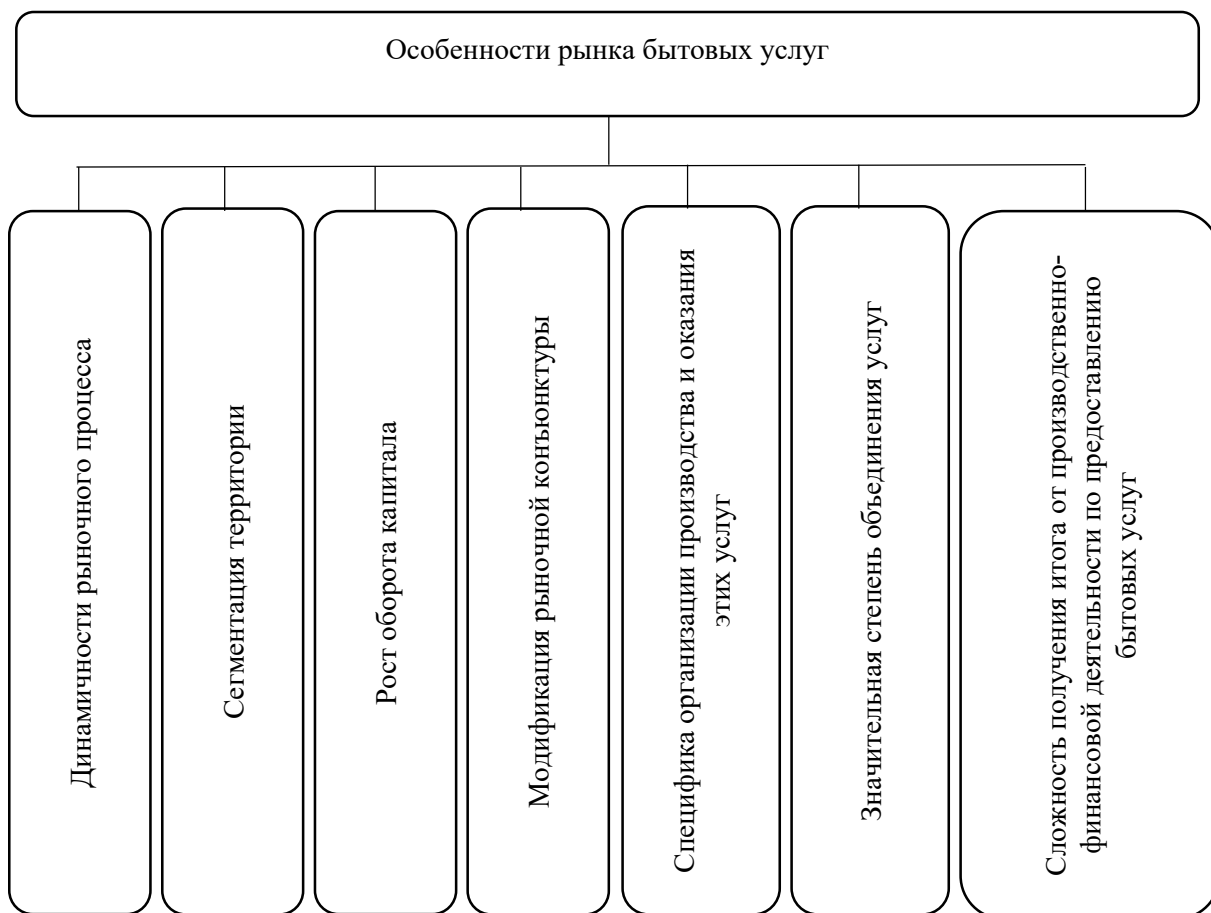 Особенности рынка бытовых услуг
Динамичности рыночного процесса
Сегментация территории
Рост оборота капитала
Модификация рыночной конъюнктуры
Специфика организации производства и оказания
этих услуг
Значительная степень объединения услуг
Сложность получения итога от производственно-
финансовой деятельности по предоставлению
бытовых услуг